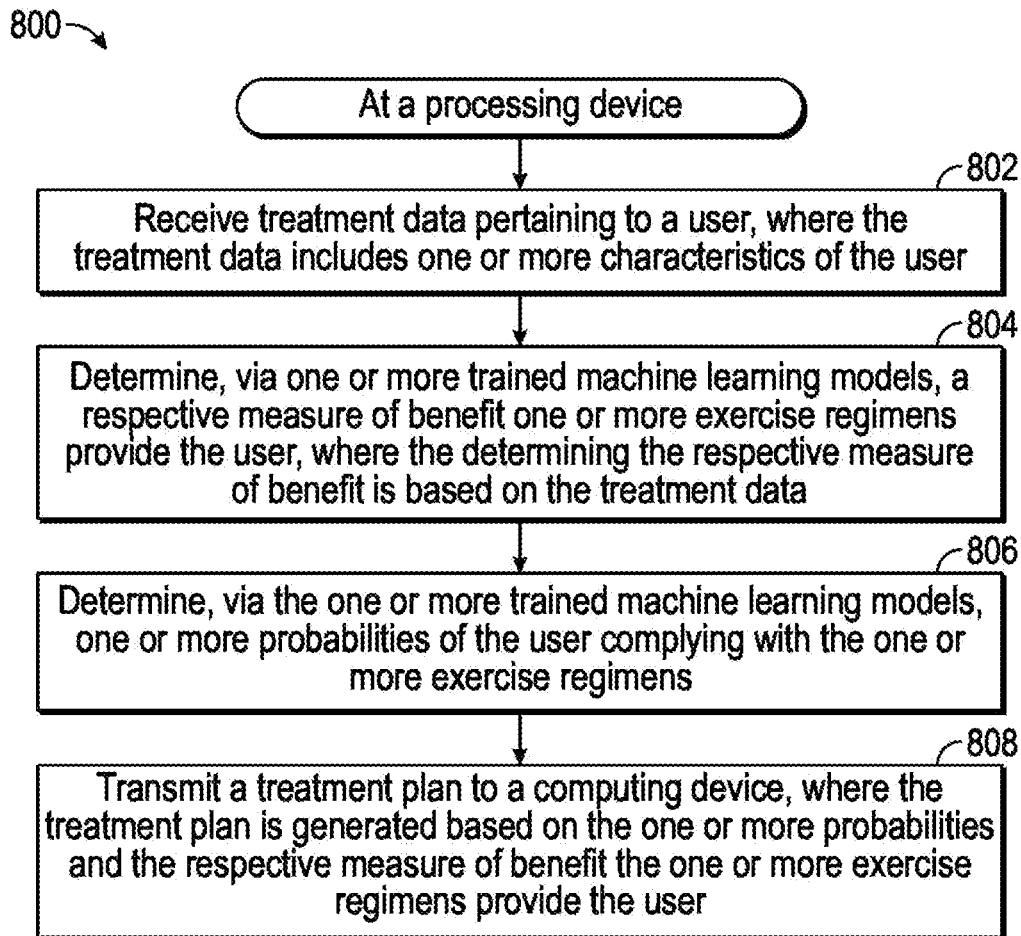 800
At a processing device
802
Receive treatment data pertaining to a user, where the
treatment data includes one or more characteristics of the user
804
Determine, via one or more trained machine learning models, a
respective measure of benefit one or more exercise regimens
provide the user, where the determining the respective measure
of benefit is based on the treatment data
806
Determine, via the one or more trained machine learning models,
one or more probabilities of the user complying with the one or
more exercise regimens
808
Transmit a treatment plan to a computing device, where the
treatment plan is generated based on the one or more probabilities
and the respective measure of benefit the one or more exercise
regimens provide the user